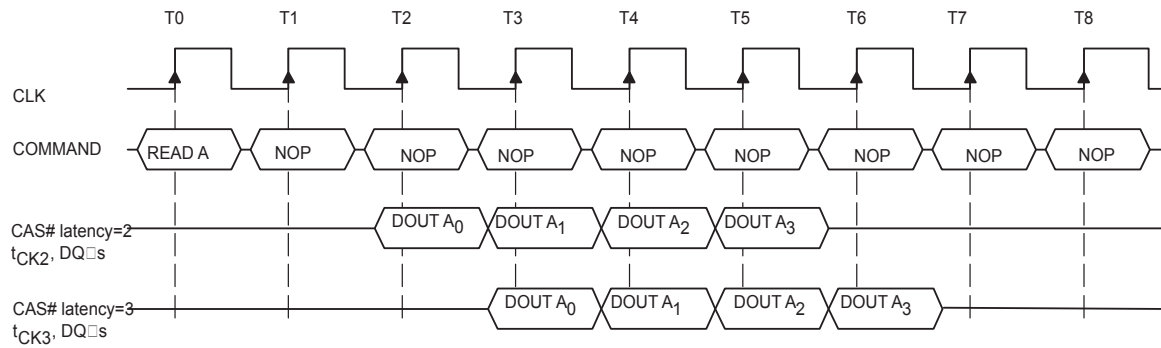 T0 T1 T2 T3 T4 T5 T6 T7 T8
CLK
COMMAND READ A NOP NOP NOP NOP NOP NOP NOP NOP
CAS# latency=2 DOUT A0 DOUT A1 DOUT A2 DOUT A3
tCK2, DQ□s
CAS# latency=3 DOUT A0 DOUT A1 DOUT A2 DOUT A3
tCK3, DQ□s